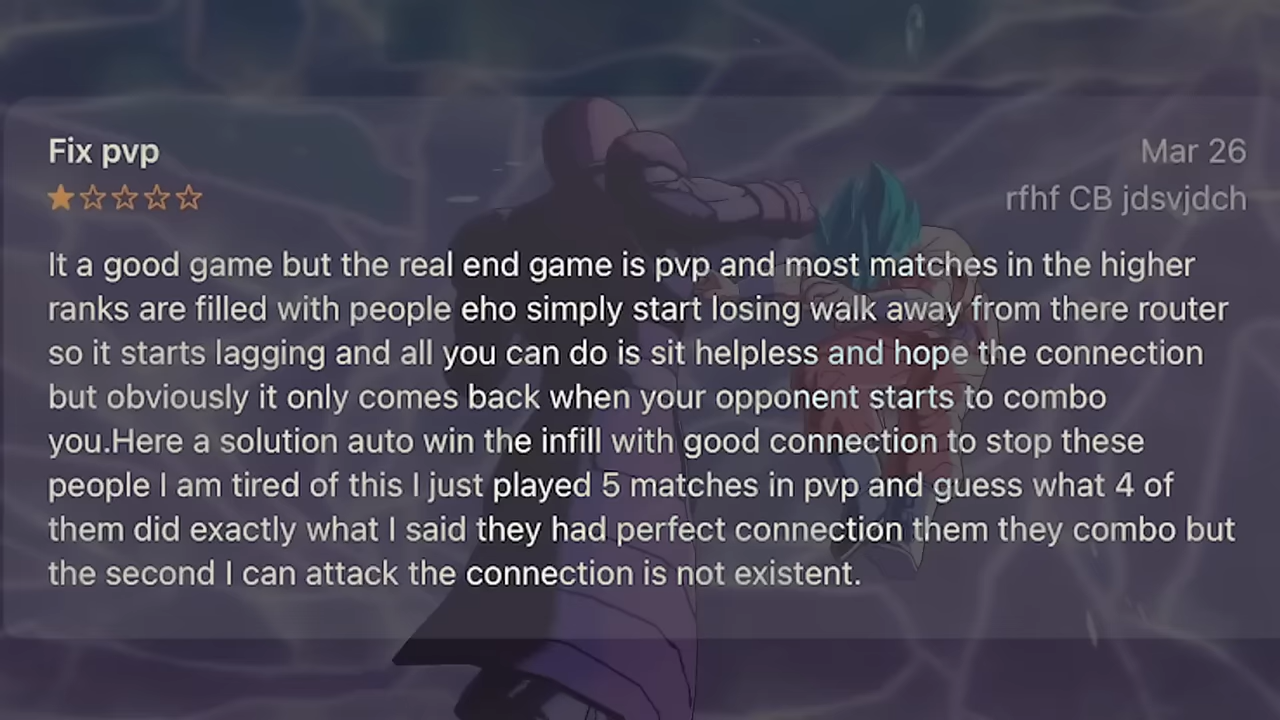 Fix pvp
Mar 26
rfhf CB jdsvjdch
It a good game but the real end game is pvp and most matches in the higher
ranks are filled with people eho simply start losing walk away from there router
so it starts lagging and all you can do is sit helpless and hope the connection
but obviously it only comes back when your opponent starts to combo
you.Here a solution auto win the infill with good connection to stop these
people I am tired of this I just played 5 matches in pvp and guess what 4 of
them did exactly what I said they had perfect connection them they combo but
the second I can attack the connection is not existent.